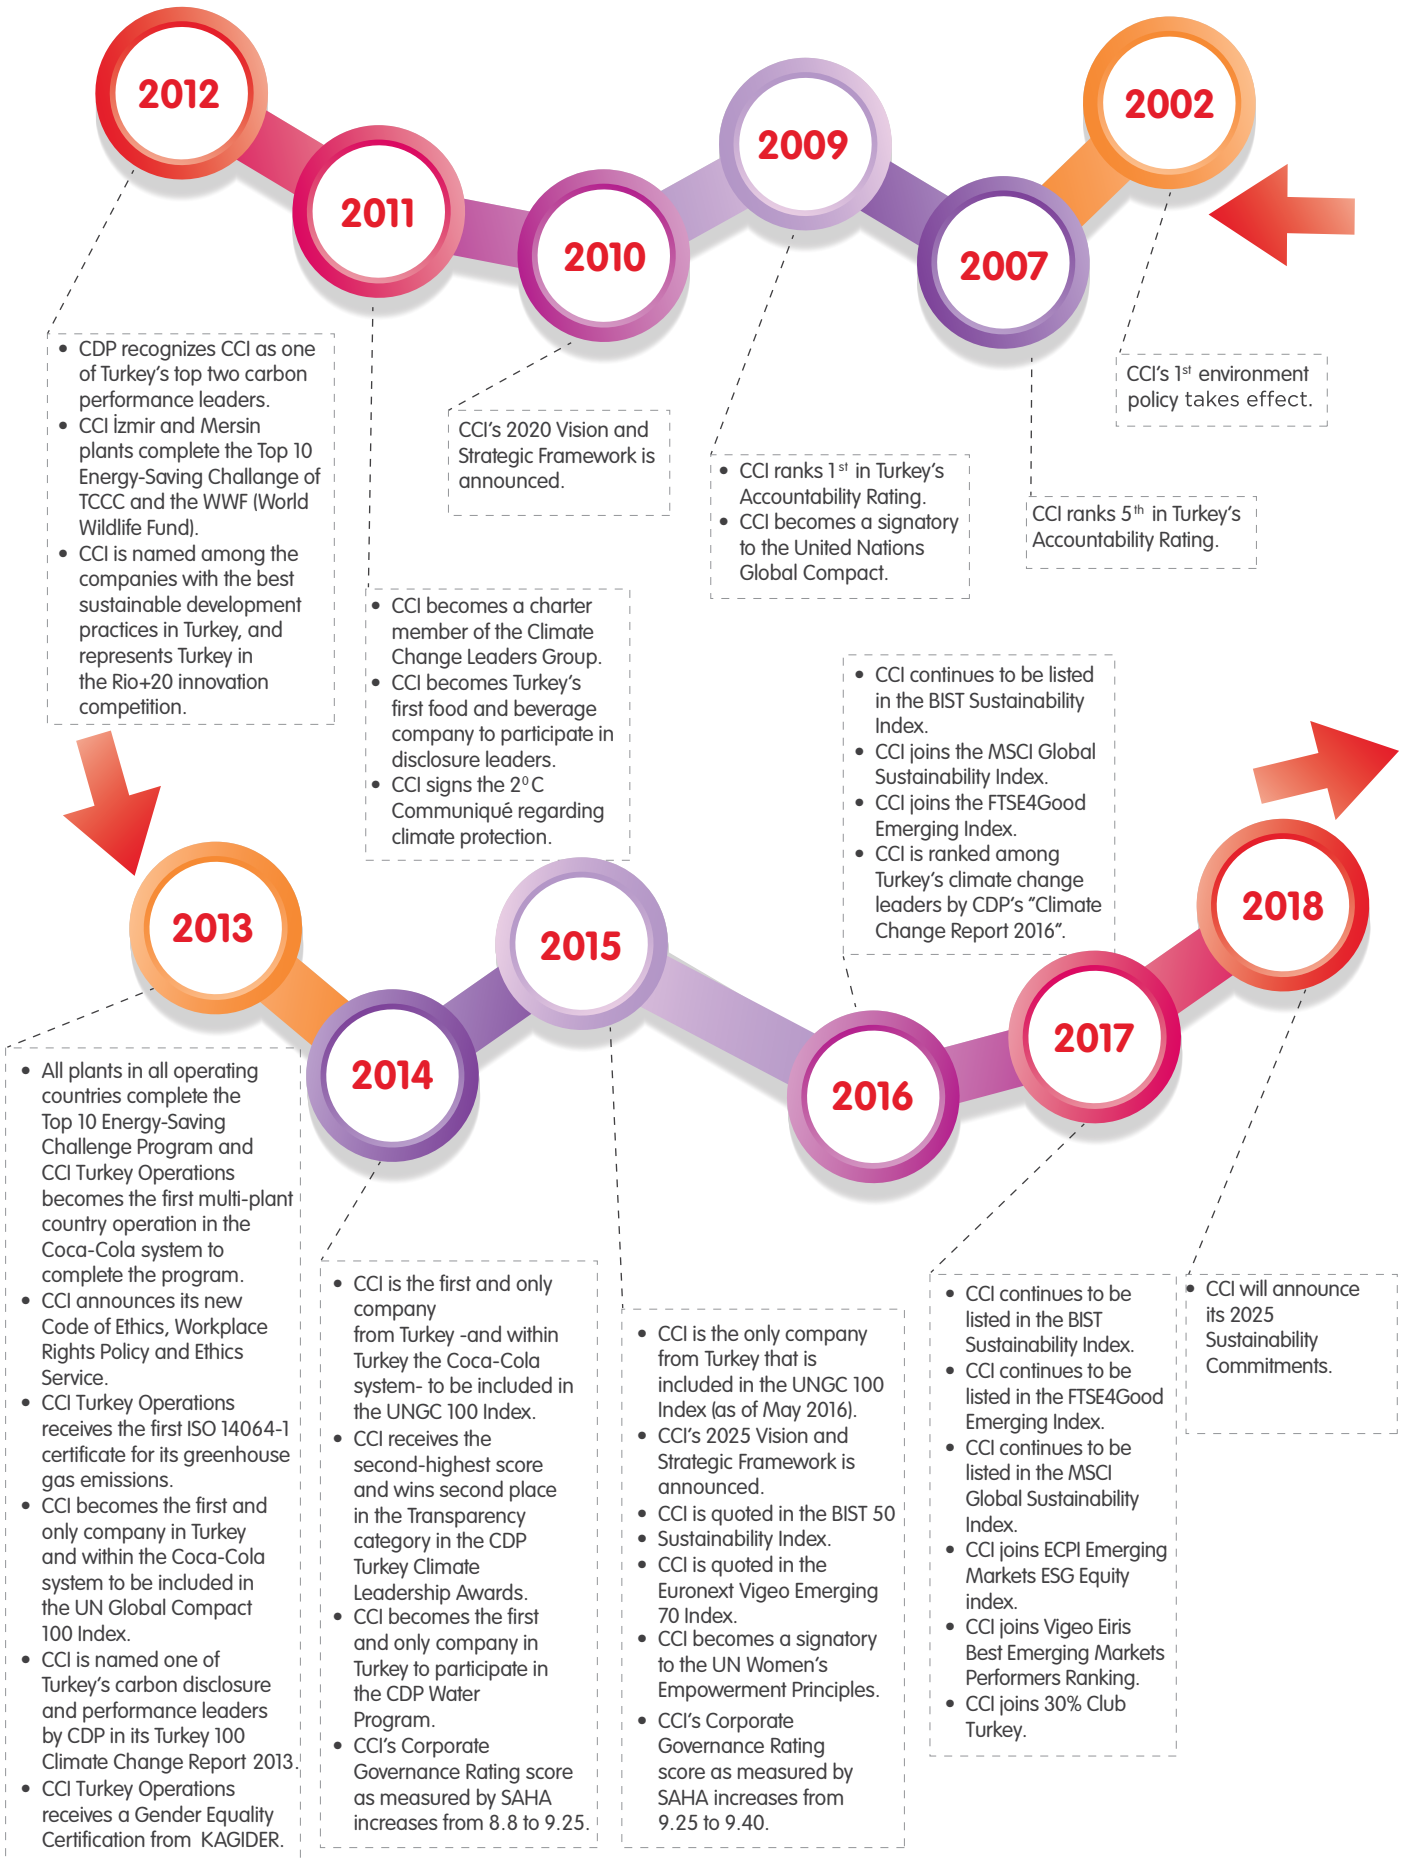 2012
2011
2010
2009
2007
2002
• CDP recognizes CCI as one
of Turkey's top two carbon
performance leaders.
• CCI İzmir and Mersin
plants complete the Top 10
Energy-Saving Challange of
TCCC and the WWF (World
Wildlife Fund).
• CCI is named among the
companies with the best
sustainable development
practices in Turkey, and
represents Turkey in
the Rio+20 innovation
competition.
• CCI becomes a charter
member of the Climate
Change Leaders Group.
• CCI becomes Turkey's
first food and beverage
company to participate in
disclosure leaders.
• CCI signs the 2⁰ C
Communiqué regarding
climate protection.
CCI's 2020 Vision and
Strategic Framework is
announced.
• CCI ranks 1st in Turkey's
Accountability Rating.
• CCI becomes a signatory
to the United Nations
Global Compact.
CCI ranks 5th in Turkey's
Accountability Rating.
CCI's 1st environment
policy takes effect.
2013
2014
2015
2016
2017
2018
• All plants in all operating
countries complete the
Top 10 Energy-Saving
Challenge Program and
CCI Turkey Operations
becomes the first multi-plant
country operation in the
Coca-Cola system to
complete the program.
• CCI announces its new
Code of Ethics, Workplace
Rights Policy and Ethics
Service.
• CCI Turkey Operations
receives the first ISO 14064-1
certificate for its greenhouse
gas emissions.
• CCI becomes the first and
only company in Turkey
and within the Coca-Cola
system to be included in
the UN Global Compact
100 Index.
• CCI is named one of
Turkey's carbon disclosure
and performance leaders
by CDP in its Turkey 100
Climate Change Report 2013.
• CCI Turkey Operations
receives a Gender Equality
Certification from KAGIDER.
• CCI is the first and only
company
from Turkey -and within
Turkey the Coca-Cola
system- to be included in
the UNGC 100 Index.
• CCI receives the
second-highest score
and wins second place
in the Transparency
category in the CDP
Turkey Climate
Leadership Awards.
• CCI becomes the first
and only company in
Turkey to participate in
the CDP Water
Program.
• CCI's Corporate
Governance Rating score
as measured by SAHA
increases from 8.8 to 9.25.
• CCI is the only company
from Turkey that is
included in the UNGC 100
Index (as of May 2016).
• CCI's 2025 Vision and
Strategic Framework is
announced.
• CCI is quoted in the BIST 50
• Sustainability Index.
• CCI is quoted in the
Euronext Vigeo Emerging
70 Index.
• CCI becomes a signatory
to the UN Women's
Empowerment Principles.
• CCI's Corporate
Governance Rating
score as measured by
SAHA increases from
9.25 to 9.40.
• CCI continues to be listed
in the BIST Sustainability
Index.
• CCI joins the MSCI Global
Sustainability Index.
• CCI joins the FTSE4Good
Emerging Index.
• CCI is ranked among
Turkey's climate change
leaders by CDP's "Climate
Change Report 2016".
• CCI continues to be
listed in the BIST
Sustainability Index.
• CCI continues to be
listed in the FTSE4Good
Emerging Index.
• CCI continues to be
listed in the MSCI
Global Sustainability
Index.
• CCI joins ECPI Emerging
Markets ESG Equity
index.
• CCI joins Vigeo Eiris
Best Emerging Markets
Performers Ranking.
• CCI joins 30% Club
Turkey.
• CCI will announce
its 2025
Sustainability
Commitments.